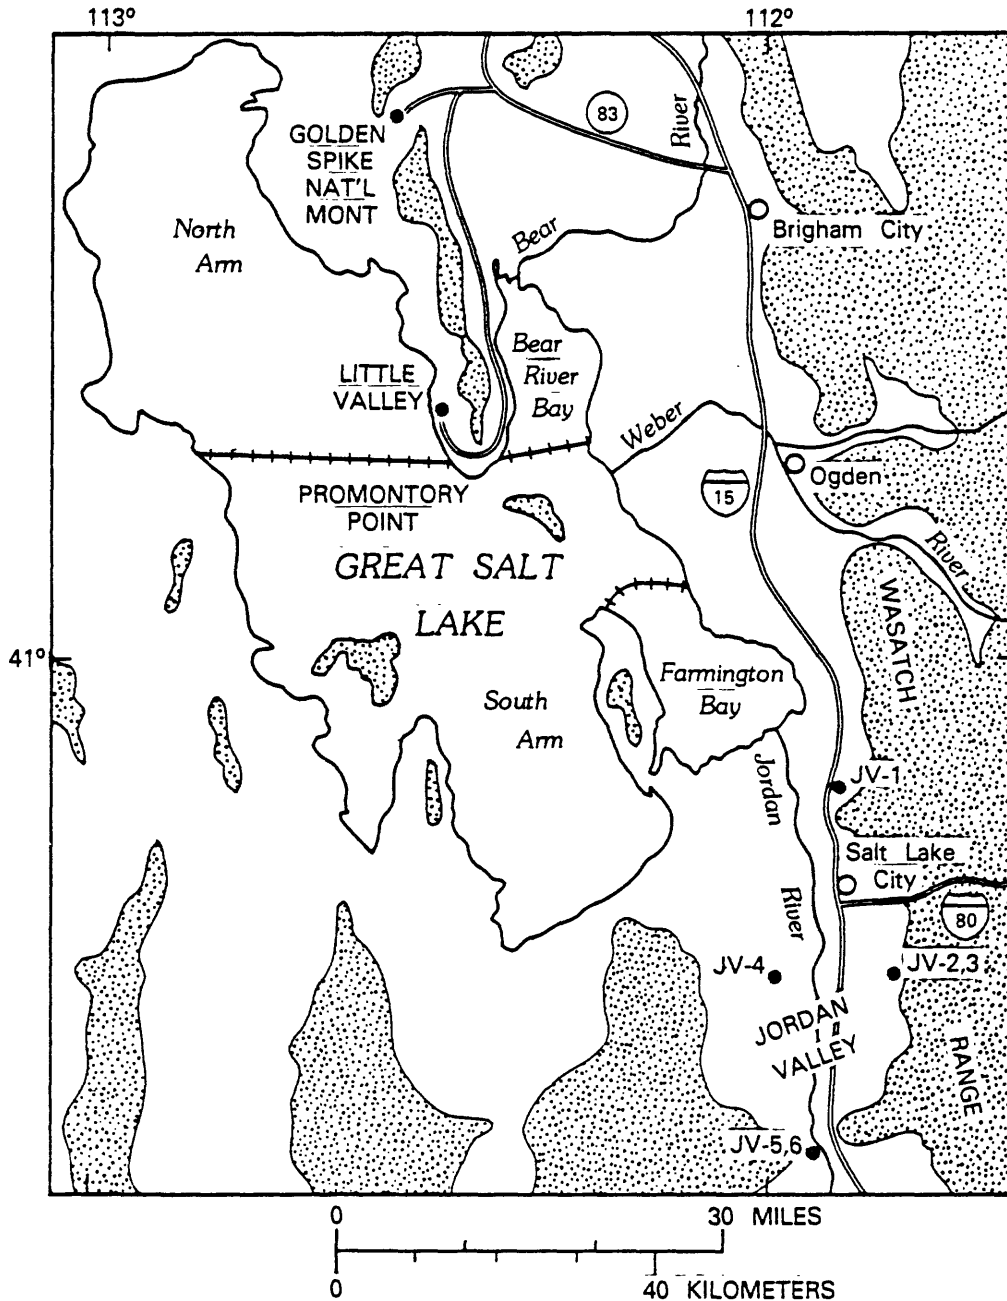 113°
112°
GOLDEN
SPIKE
NAT'L
MONT
83
River
Brigham City
North
Arm
Bear
Bear
River
Bay
LITTLE
VALLEY
Weber
PROMONTORY
POINT
15
Ogden
River
GREAT SALT
LAKE
WASATCH
41°
Farmington
Bay
South
Arm
Jordan
River
JV-1
Salt Lake
City
80
JV-4
JV-2,3
JORDAN
VALLEY
RANGE
JV-5,6
0 30 MILES
0 40 KILOMETERS